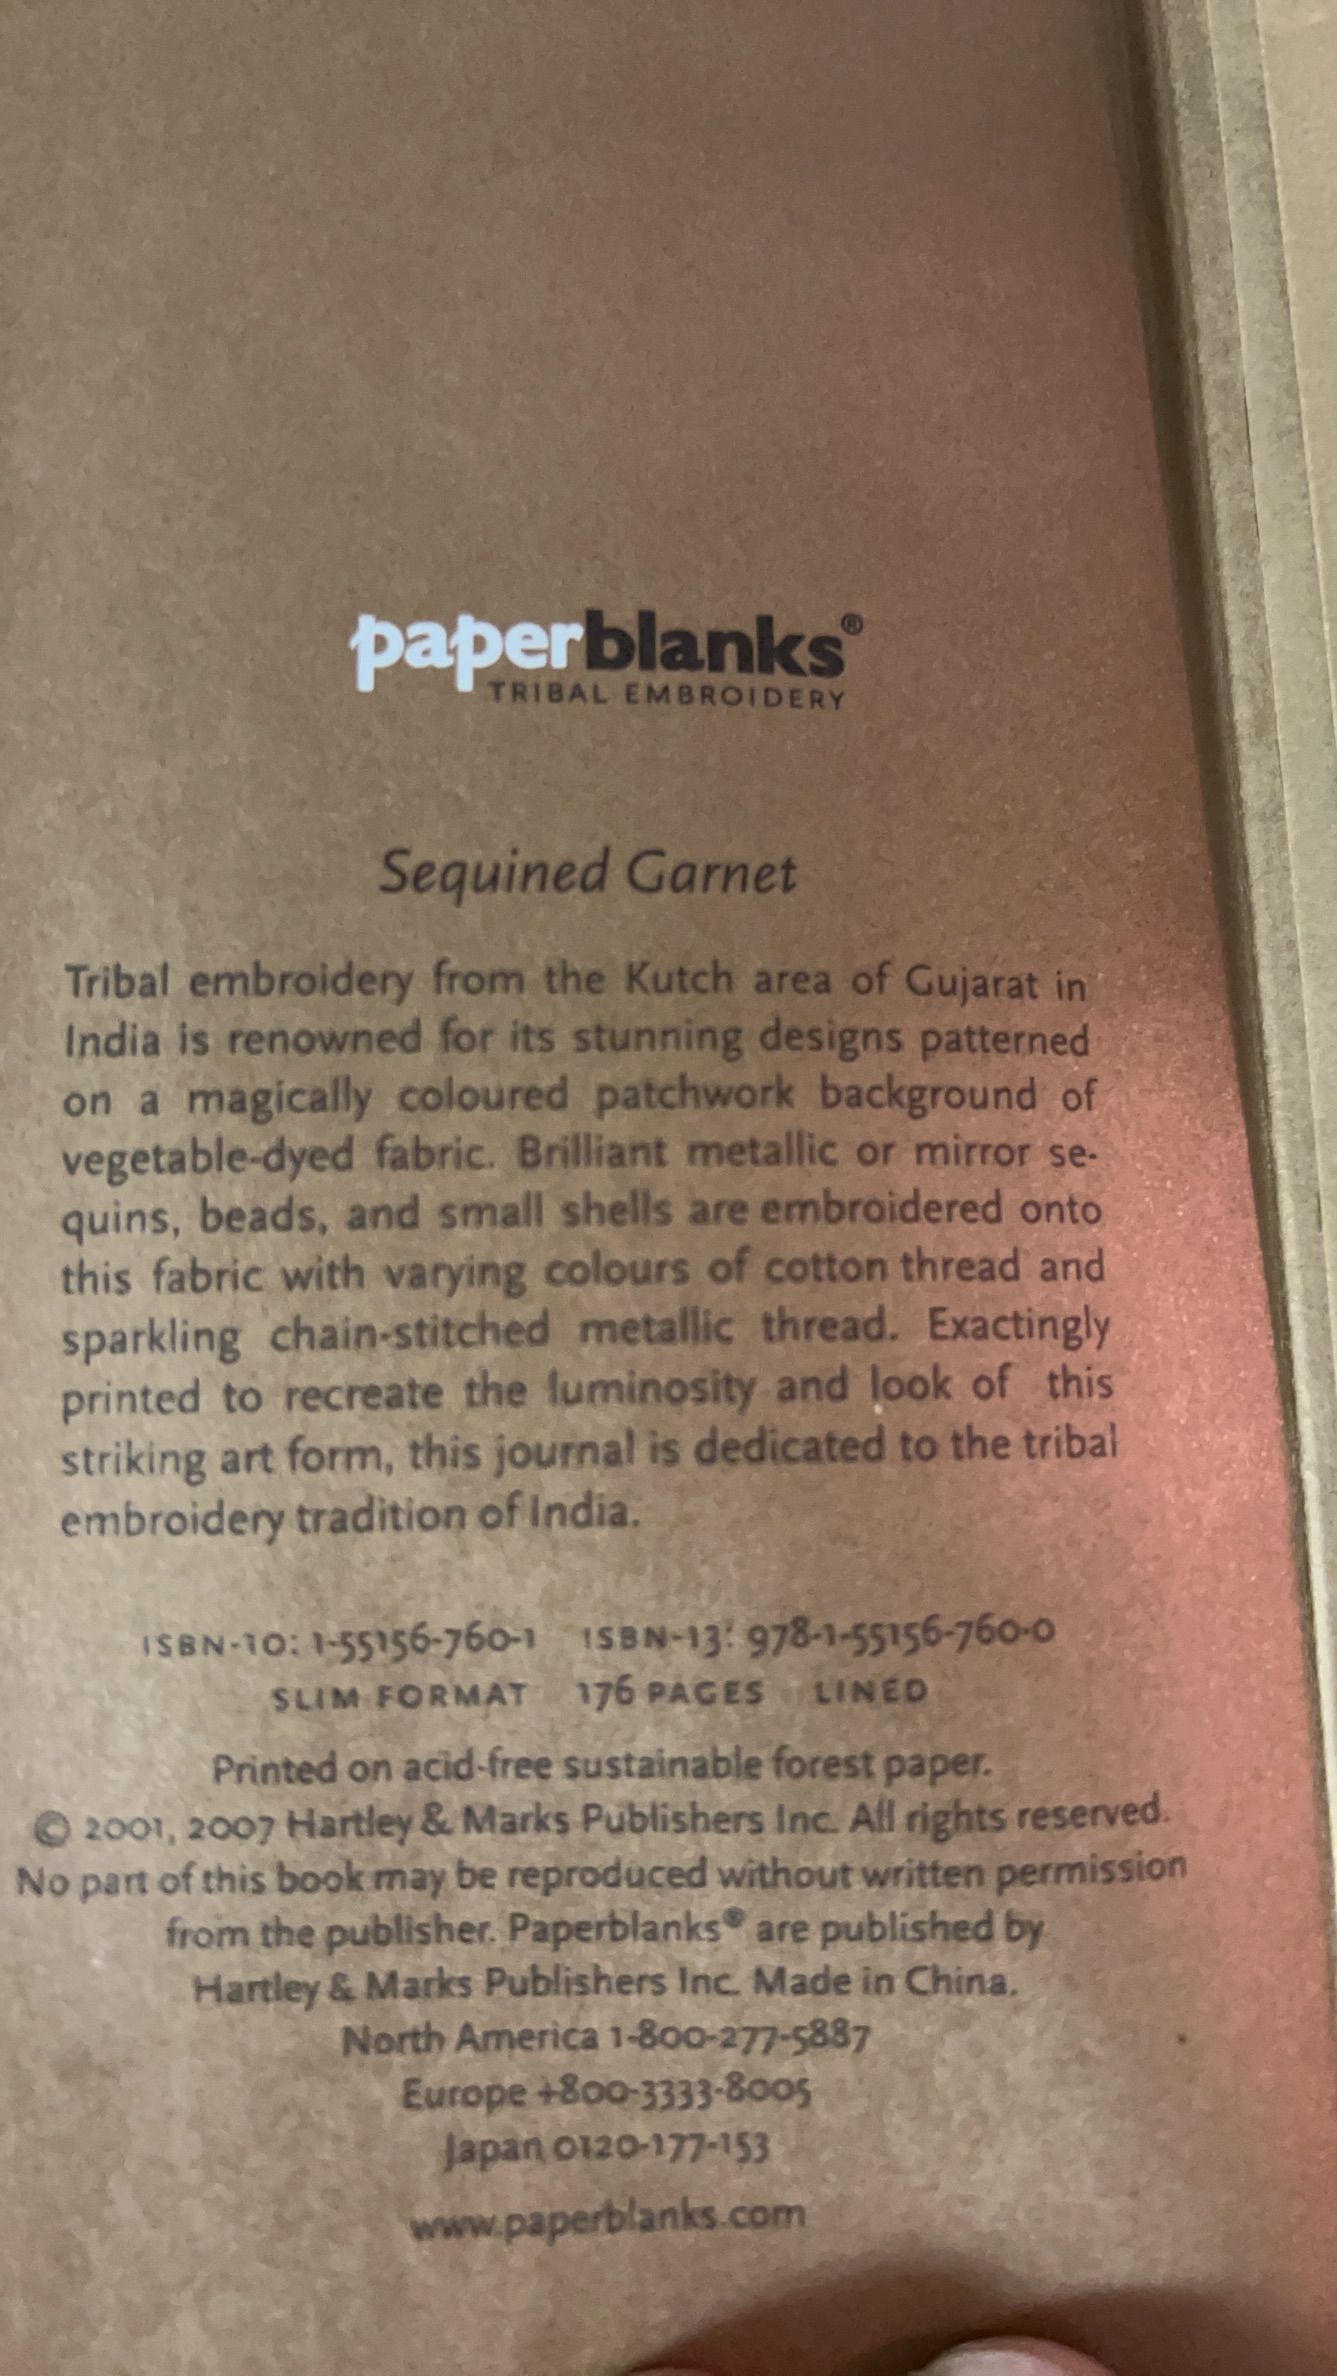 paperblanks®
TRIBAL EMBROIDERY
Sequined Garnet
Tribal embroidery from the Kutch area of Gujarat in
India is renowned for its stunning designs patterned
on a magically coloured patchwork background of
vegetable-dyed fabric. Brilliant metallic or mirror se-
quins, beads, and small shells are embroidered onto
this fabric with varying colours of cotton thread and
sparkling chain-stitched metallic thread. Exactingly
printed to recreate the luminosity and look of this
striking art form, this journal is dedicated to the tribal
embroidery tradition of India.
ISBN-10: 1-55156-760-1 ISBN-13: 978-1-55156-760-0
SLIM FORMAT 176 PAGES LINED
Printed on acid-free sustainable forest paper.
© 2001, 2007 Hartley & Marks Publishers Inc. All rights reserved.
No part of this book may be reproduced without written permission
from the publisher. Paperblanks® are published by
Hartley & Marks Publishers Inc. Made in China.
North America 1-800-277-5887
Europe +800-3333-8005
Japan 0120-177-153
www.paperblanks.com